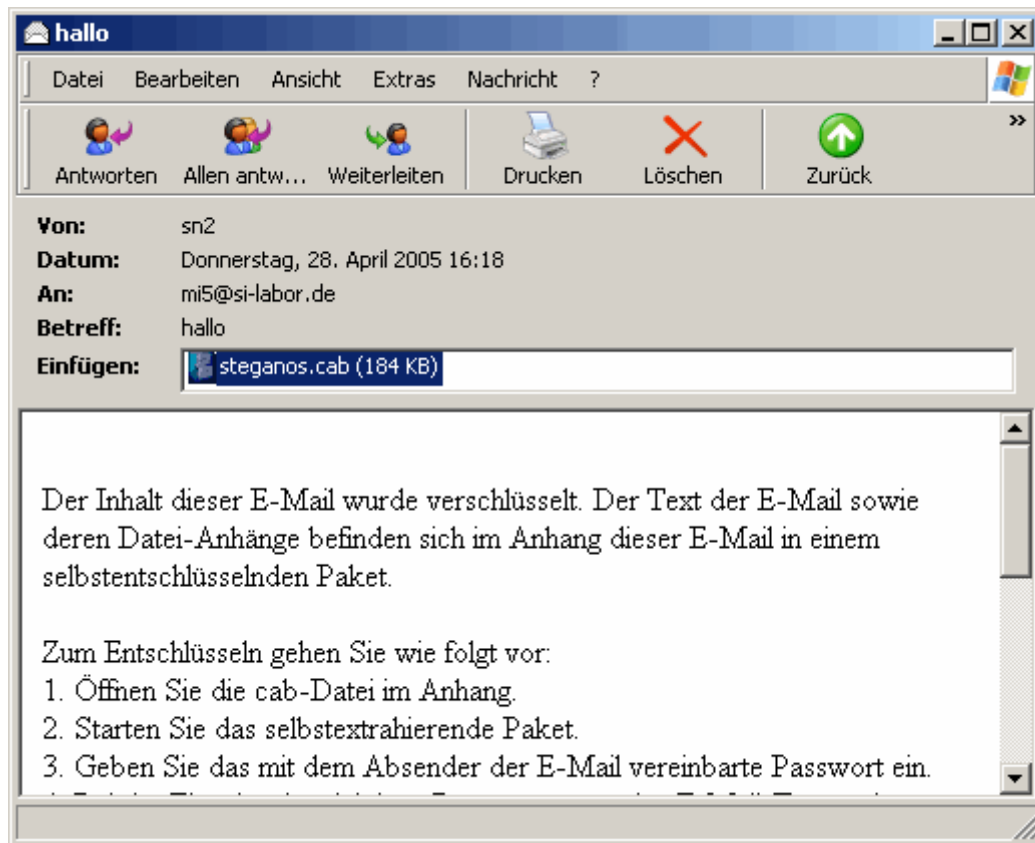 hallo
Datei Bearbeiten Ansicht Extras Nachricht ?
Antworten Allen antw... Weiterleiten Drucken Löschen Zurück »
Von: sn2
Datum: Donnerstag, 28. April 2005 16:18
An: mi5@si-labor.de
Betreff: hallo
Einfügen: steganos.cab (184 KB)
Der Inhalt dieser E-Mail wurde verschlüsselt. Der Text der E-Mail sowie
deren Datei-Anhänge befinden sich im Anhang dieser E-Mail in einem
selbstentschlüsselnden Paket.
Zum Entschlüsseln gehen Sie wie folgt vor:
1. Öffnen Sie die cab-Datei im Anhang.
2. Starten Sie das selbstextrahierende Paket.
3. Geben Sie das mit dem Absender der E-Mail vereinbarte Passwort ein.